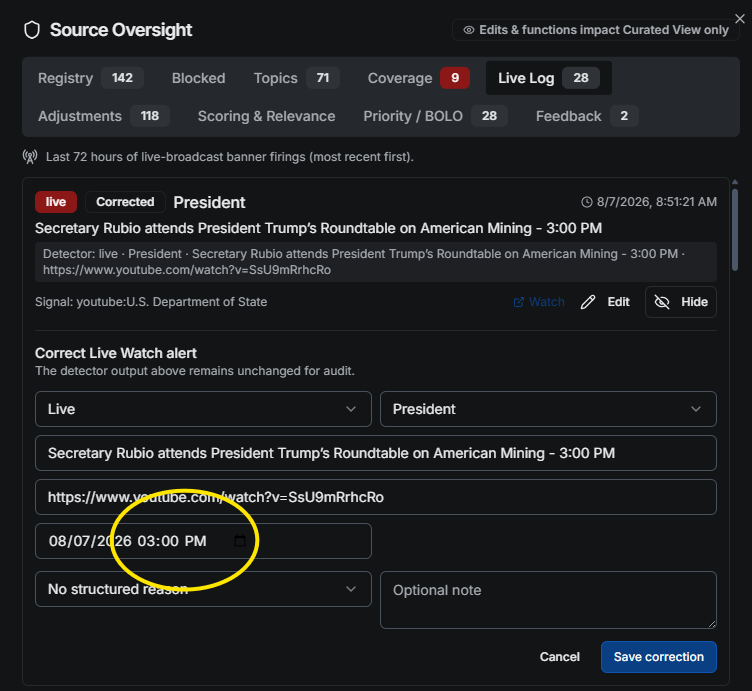 Source Oversight
Edits & functions impact Curated View only
Registry 142 Blocked Topics 71 Coverage 9 Live Log 28
Adjustments 118 Scoring & Relevance Priority / BOLO 28 Feedback 2
Last 72 hours of live-broadcast banner firings (most recent first).
live Corrected President 8/7/2026, 8:51:21 AM
Secretary Rubio attends President Trump’s Roundtable on American Mining - 3:00 PM
Detector: live · President · Secretary Rubio attends President Trump’s Roundtable on American Mining - 3:00 PM ·
https://www.youtube.com/watch?v=SsU9mRrhcRo
Signal: youtube:U.S. Department of State Watch Edit Hide
Correct Live Watch alert
The detector output above remains unchanged for audit.
Live President
Secretary Rubio attends President Trump’s Roundtable on American Mining - 3:00 PM
https://www.youtube.com/watch?v=SsU9mRrhcRo
08/07/2026 03:00 PM
No structured reason Optional note
Cancel Save correction